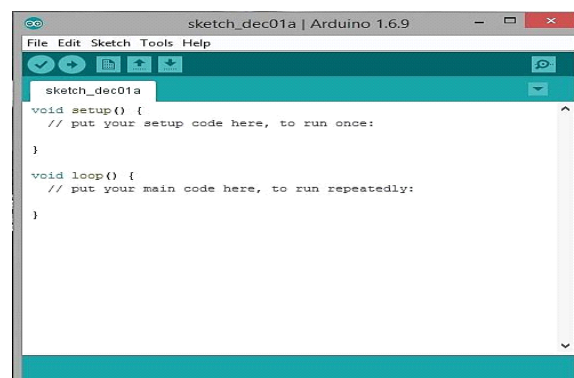 sketch_dec01a | Arduino 1.6.9
File Edit Sketch Tools Help
sketch_dec01a
void setup() {
  // put your setup code here, to run once:
}
void loop() {
  // put your main code here, to run repeatedly:
}